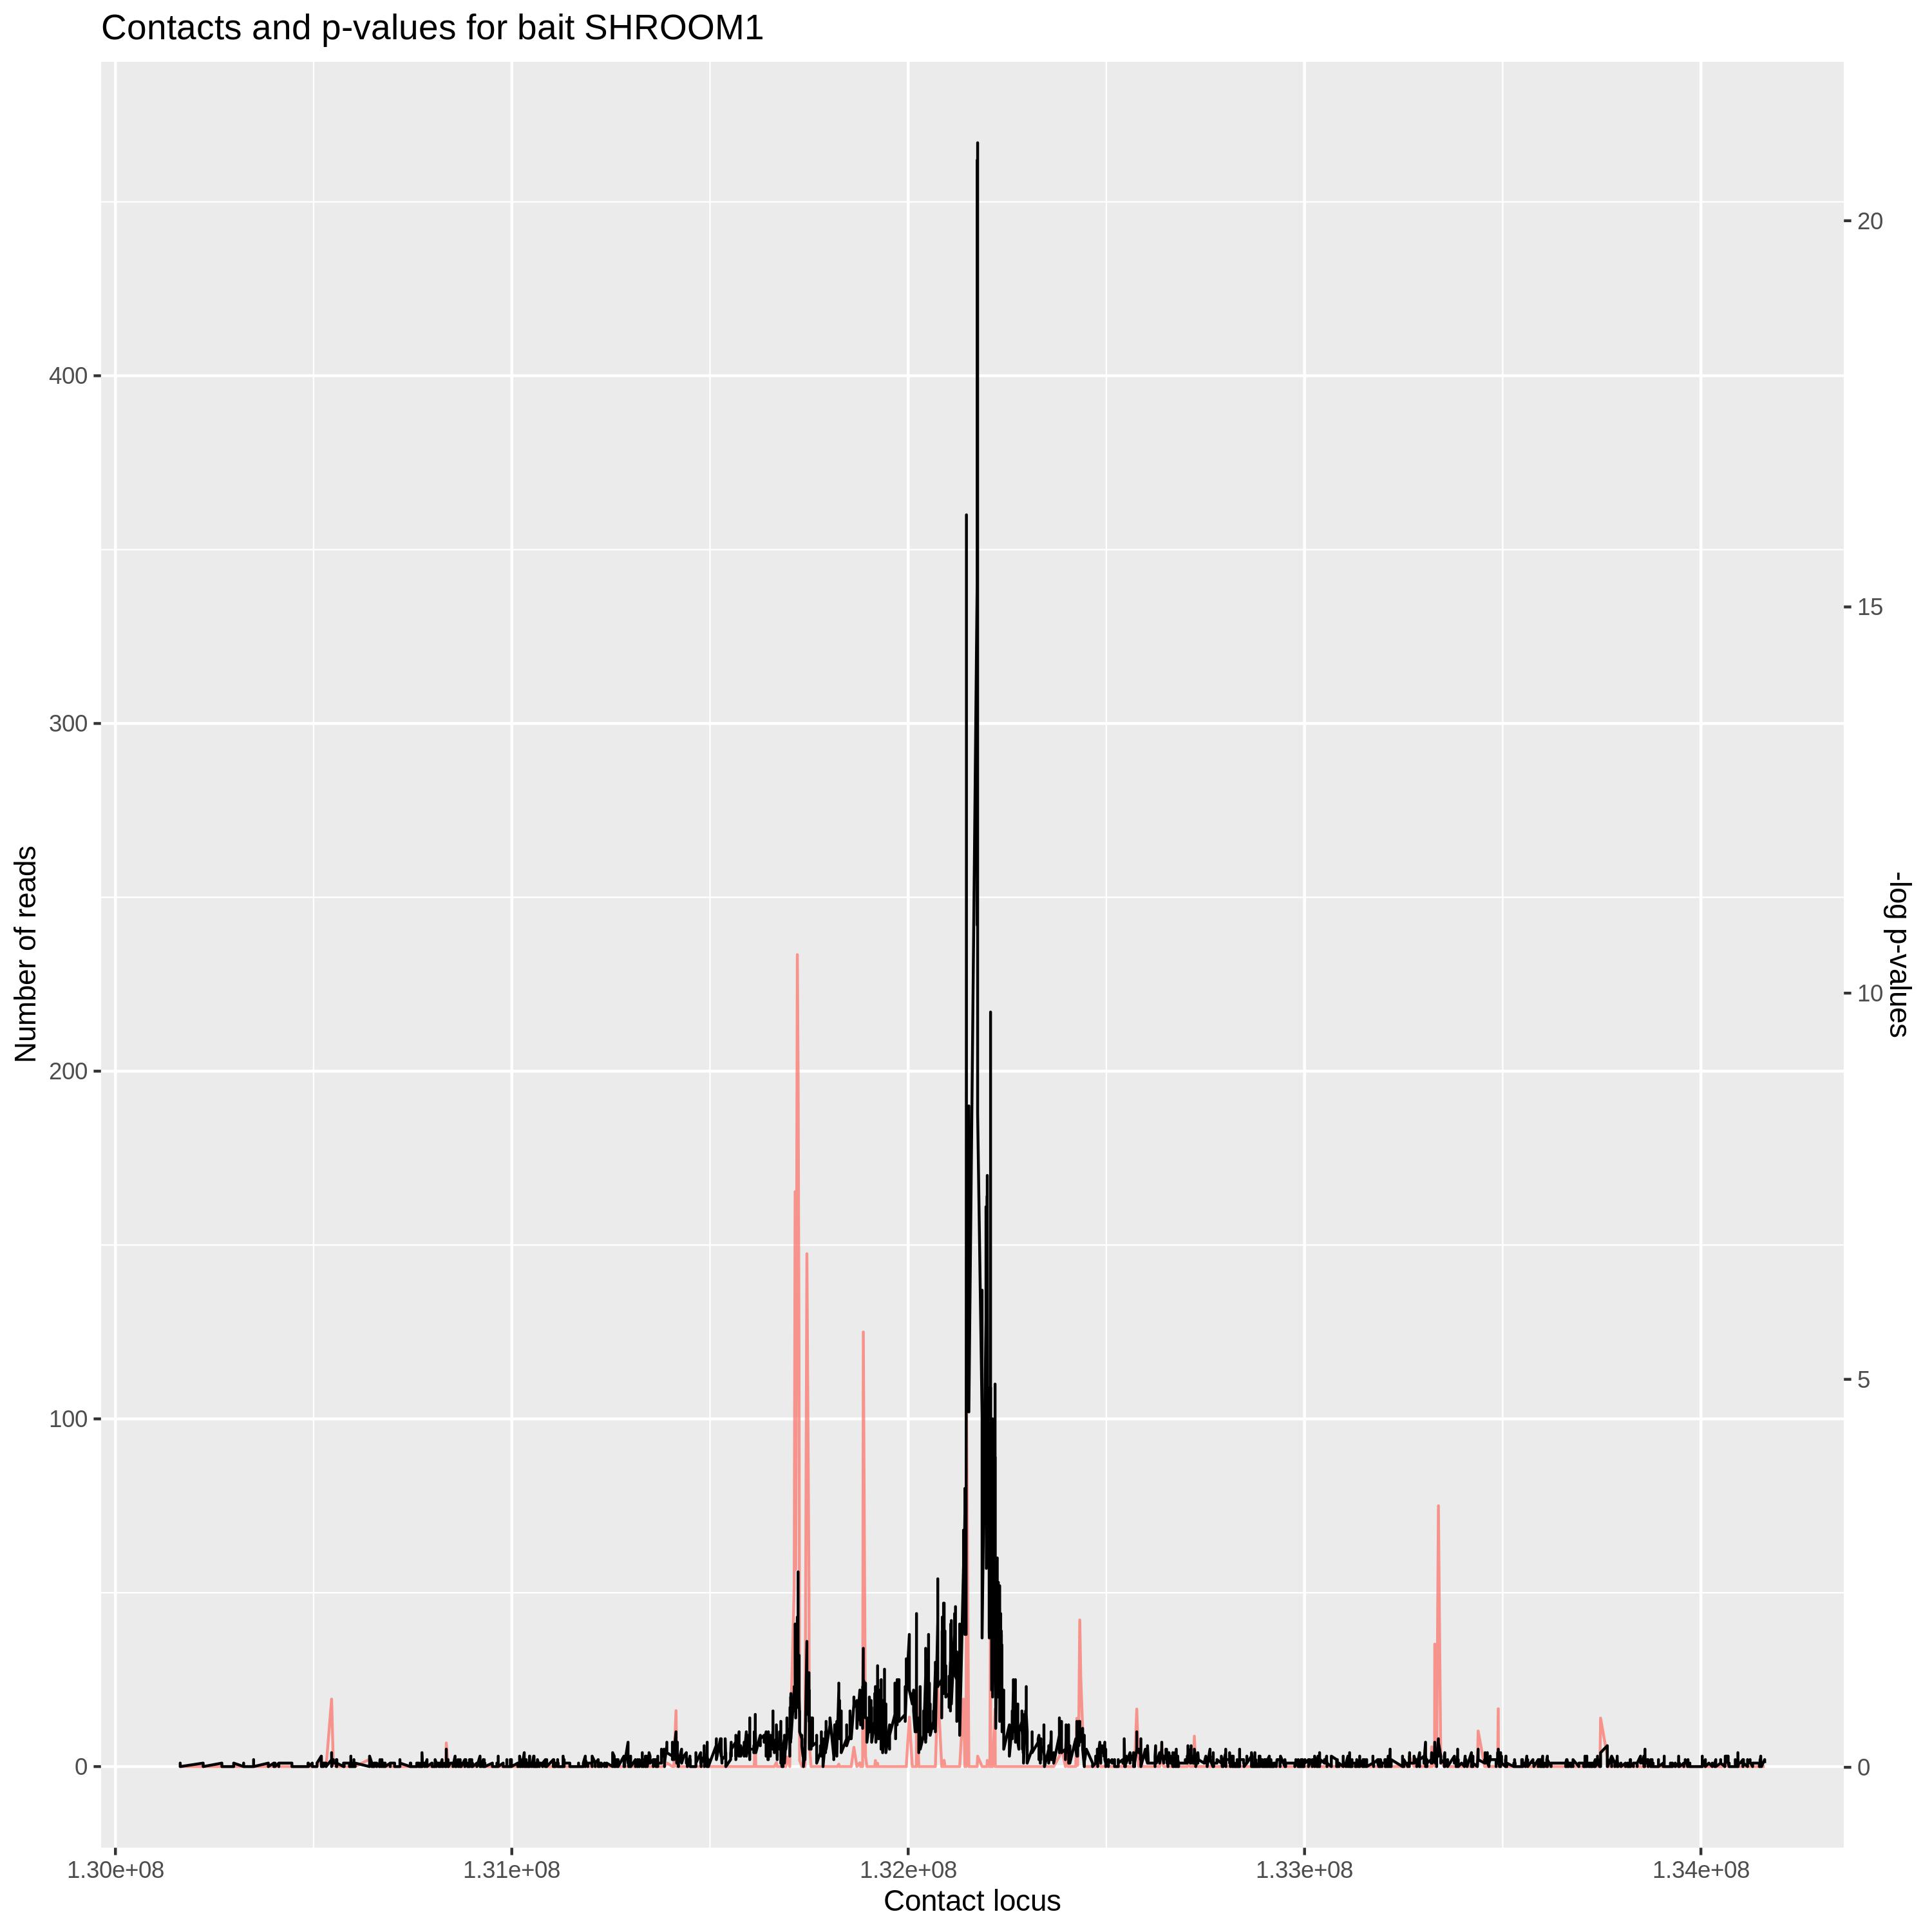 Contacts and p-values for bait SHROOM1
Number of reads
400
300
200
100
0
20
15
10
5
0
-log p-values
1.30e+08
1.31e+08
1.32e+08
1.33e+08
1.34e+08
Contact locus